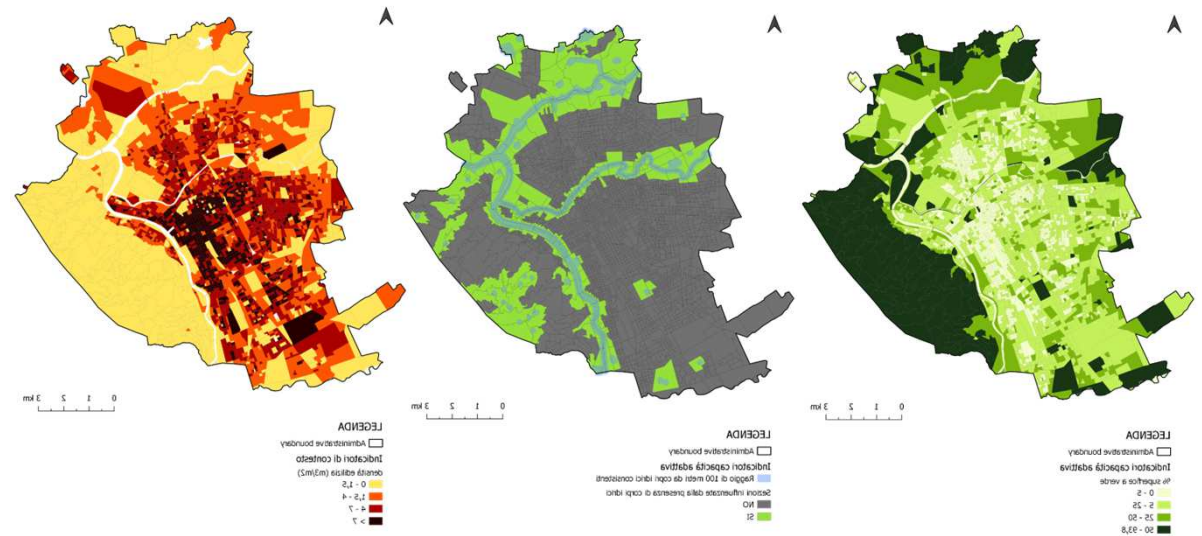 0 1 2 3 km
LEGENDA
Administrative boundary
Indicatori di contesto
densità edilizia (m3/m2)
0 - 1,5
1,5 - 4
4 - 7
> 7
0 1 2 3 km
LEGENDA
Administrative boundary
Indicatori capacità adattiva
Raggio di 100 metri da copri idrici consistenti
Sezioni influenzate dalla presenza di corpi idrici
NO
SI
0 1 2 3 km
LEGENDA
Administrative boundary
Indicatori capacità adattiva
% superfice a verde
0 - 5
5 - 25
25 - 50
50 - 93,8